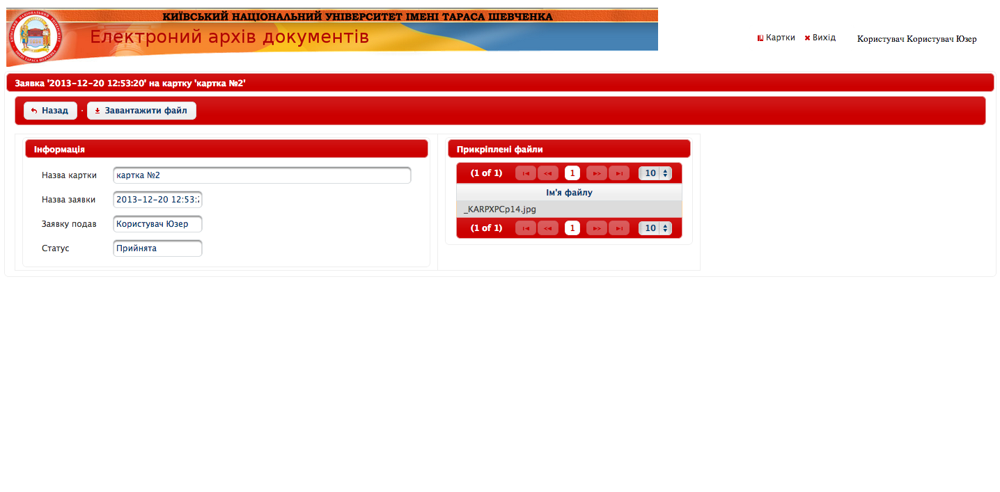 КИЇВСЬКИЙ НАЦІОНАЛЬНИЙ УНІВЕРСИТЕТ ІМЕНІ ТАРАСА ШЕВЧЕНКА
Електроний архів документів
Картки Вихід Користувач Користувач Юзер
Заявка '2013-12-20 12:53:20' на картку 'картка №2'
Назад · Завантажити файл
Інформація
Назва картки картка №2
Назва заявки 2013-12-20 12:53:
Заявку подав Користувач Юзер
Статус Прийнята
Прикріплені файли
(1 of 1) 1 10
Ім'я файлу
_KARPXPCp14.jpg
(1 of 1) 1 10